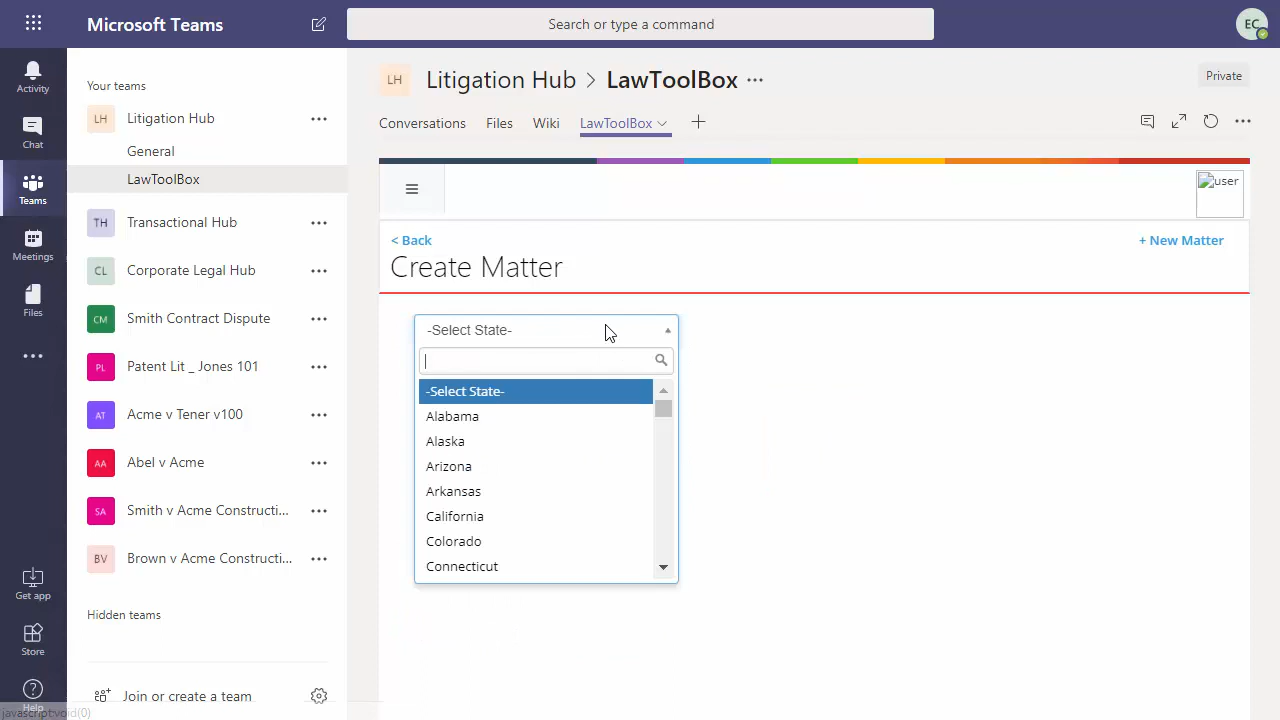 Microsoft Teams
Search or type a command
EC
Activity
Chat
Teams
Meetings
Files
Get app
Store
Help
javascript:void(0)
Your teams
LH Litigation Hub
General
LawToolBox
TH Transactional Hub
CL Corporate Legal Hub
CM Smith Contract Dispute
PL Patent Lit _ Jones 101
AT Acme v Tener v100
AA Abel v Acme
SA Smith v Acme Constructi...
BV Brown v Acme Constructi...
Hidden teams
Join or create a team
LH Litigation Hub > LawToolBox ···
Private
Conversations Files Wiki LawToolBox
user
< Back
+ New Matter
Create Matter
-Select State-
-Select State-
Alabama
Alaska
Arizona
Arkansas
California
Colorado
Connecticut